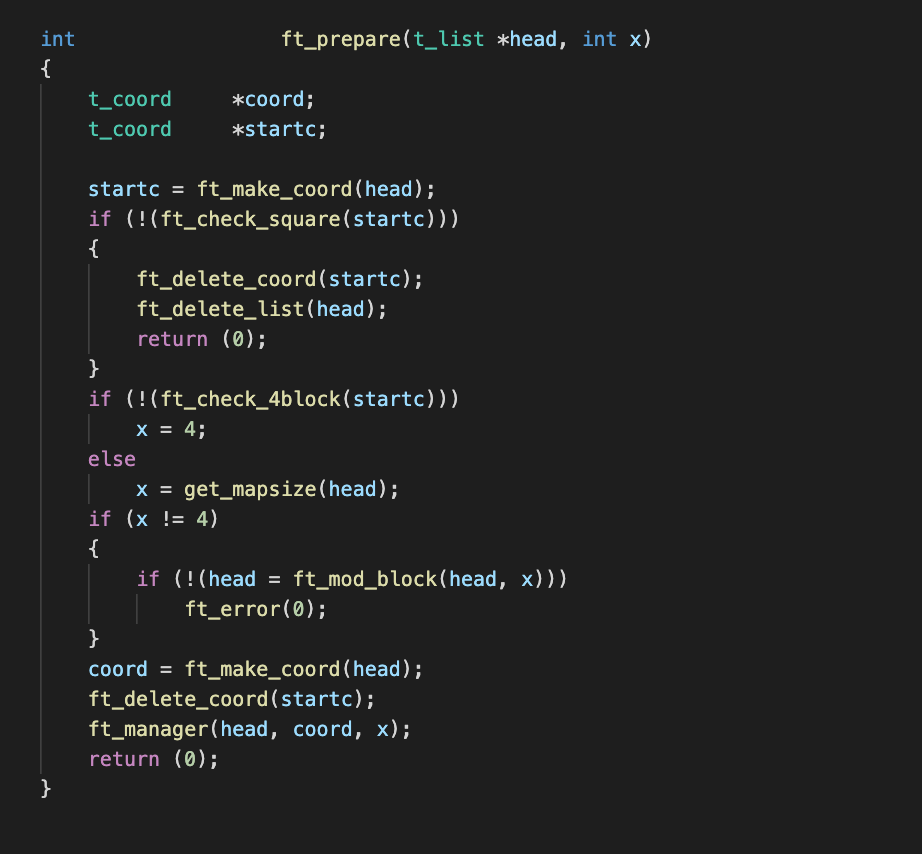 int                 ft_prepare(t_list *head, int x)
{
    t_coord     *coord;
    t_coord     *startc;

    startc = ft_make_coord(head);
    if (!(ft_check_square(startc)))
    {
        ft_delete_coord(startc);
        ft_delete_list(head);
        return (0);
    }
    if (!(ft_check_4block(startc)))
        x = 4;
    else
        x = get_mapsize(head);
    if (x != 4)
    {
        if (!(head = ft_mod_block(head, x)))
            ft_error(0);
    }
    coord = ft_make_coord(head);
    ft_delete_coord(startc);
    ft_manager(head, coord, x);
    return (0);
}